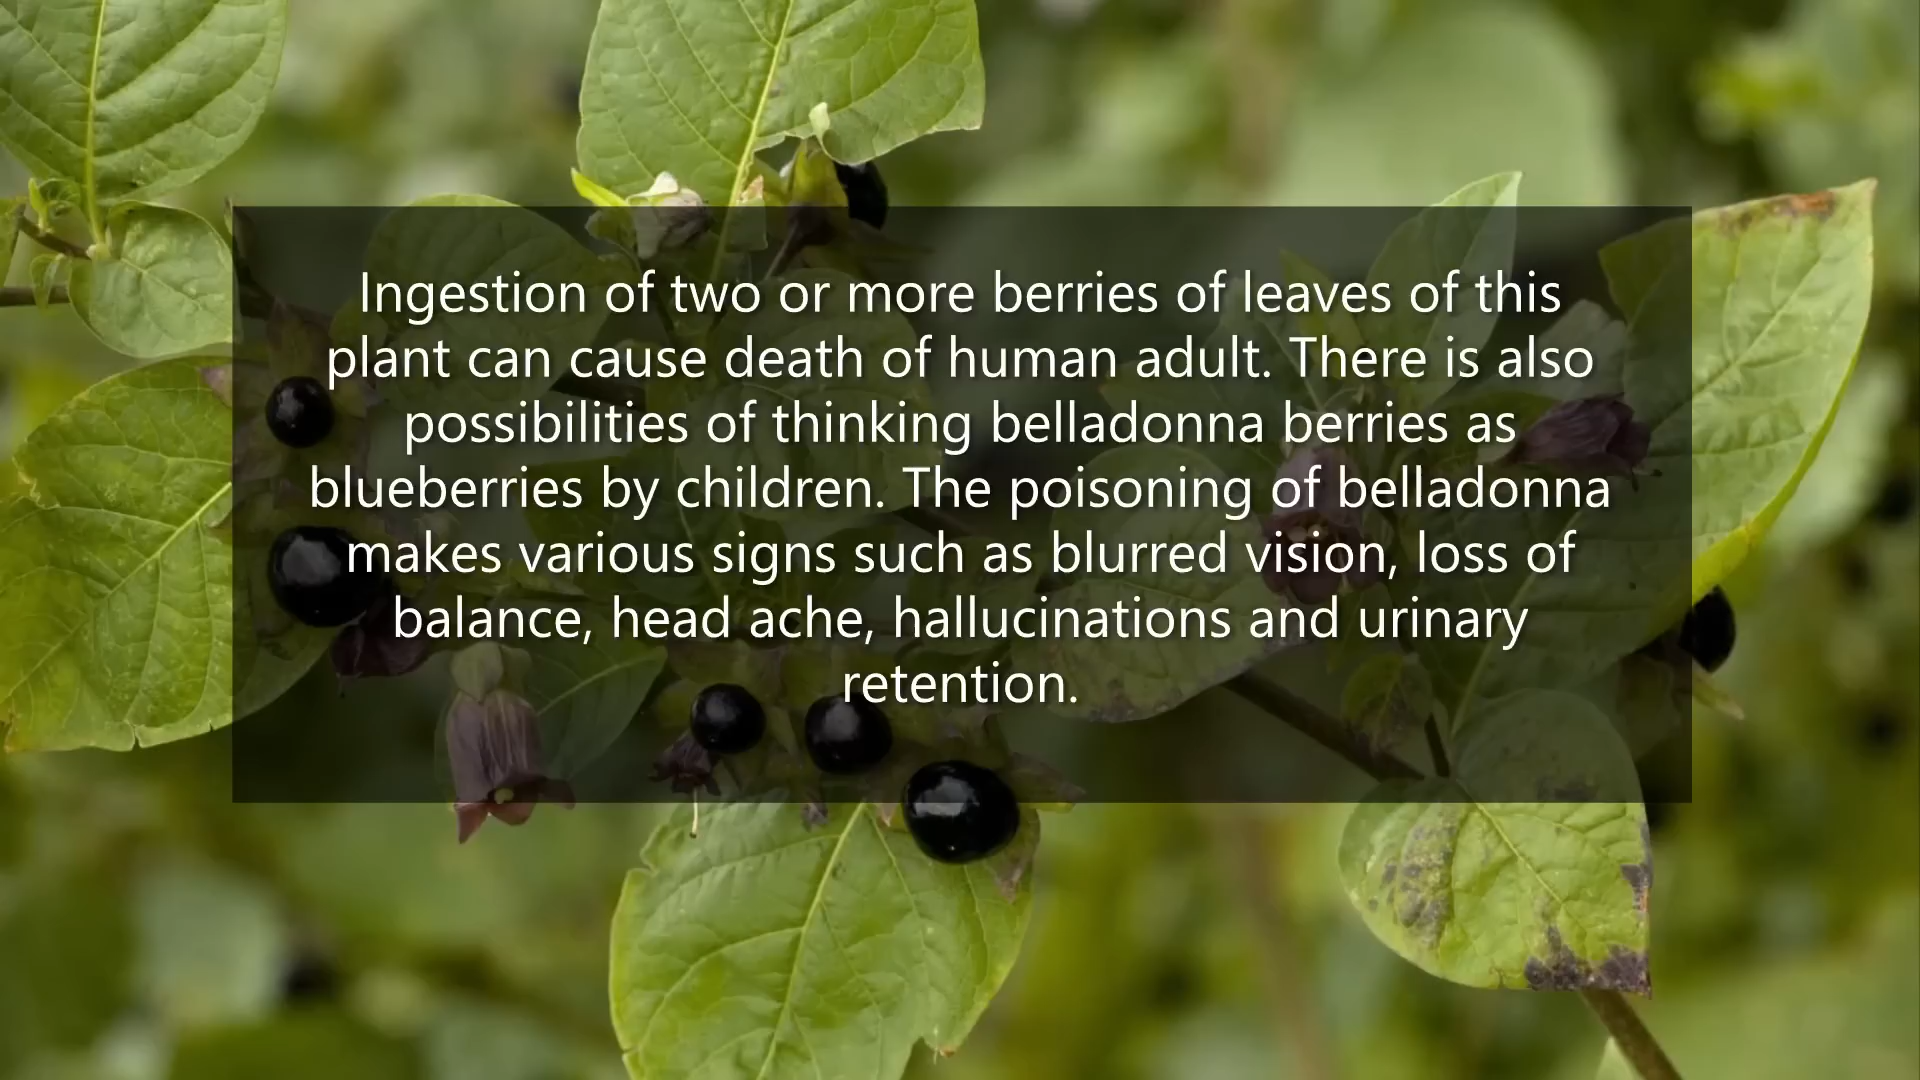 Ingestion of two or more berries of leaves of this
plant can cause death of human adult. There is also
possibilities of thinking belladonna berries as
blueberries by children. The poisoning of belladonna
makes various signs such as blurred vision, loss of
balance, head ache, hallucinations and urinary
retention.